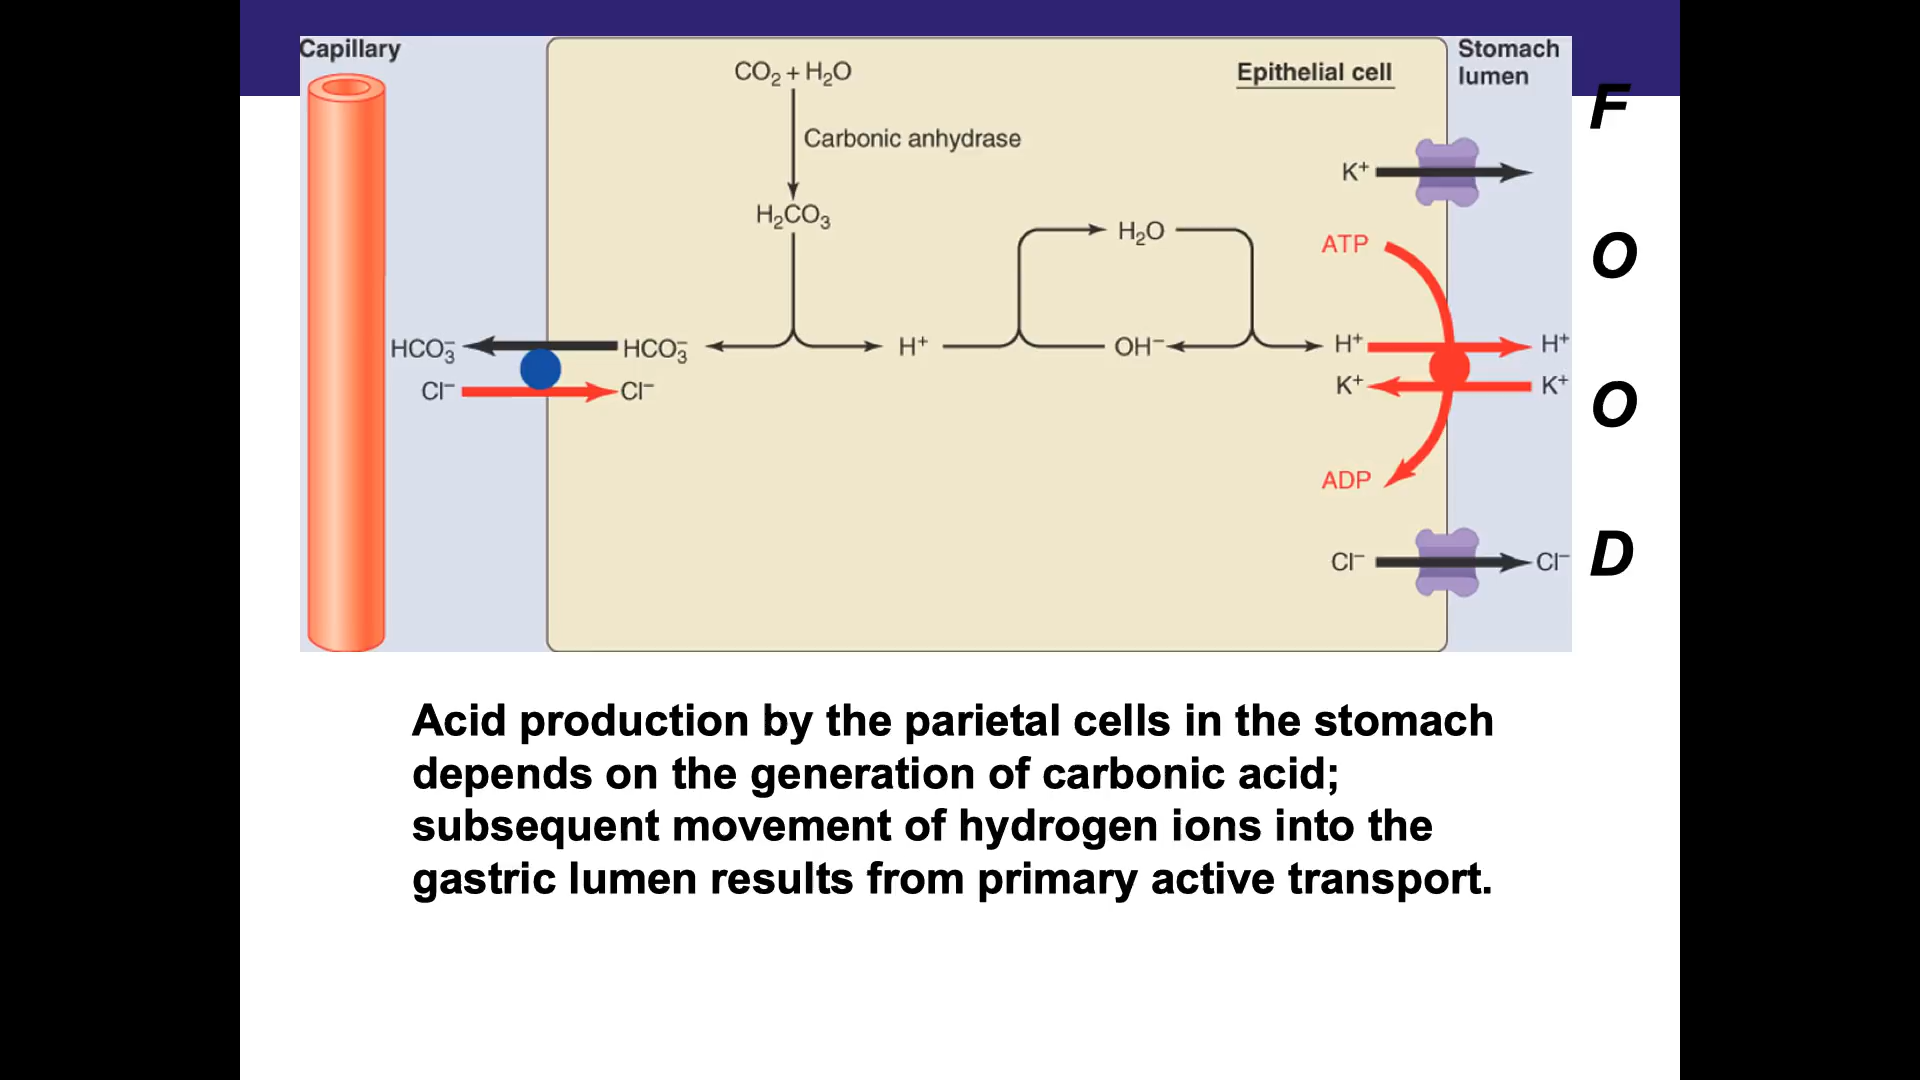 Capillary
Stomach
lumen
Epithelial cell
CO₂ + H₂O
Carbonic anhydrase
H₂CO₃
K⁺
ATP
H₂O
HCO₃⁻
HCO₃⁻
H⁺
OH⁻
H⁺
H⁺
Cl⁻
Cl⁻
K⁺
K⁺
ADP
Cl⁻
Cl⁻
F
O
O
D
Acid production by the parietal cells in the stomach
depends on the generation of carbonic acid;
subsequent movement of hydrogen ions into the
gastric lumen results from primary active transport.